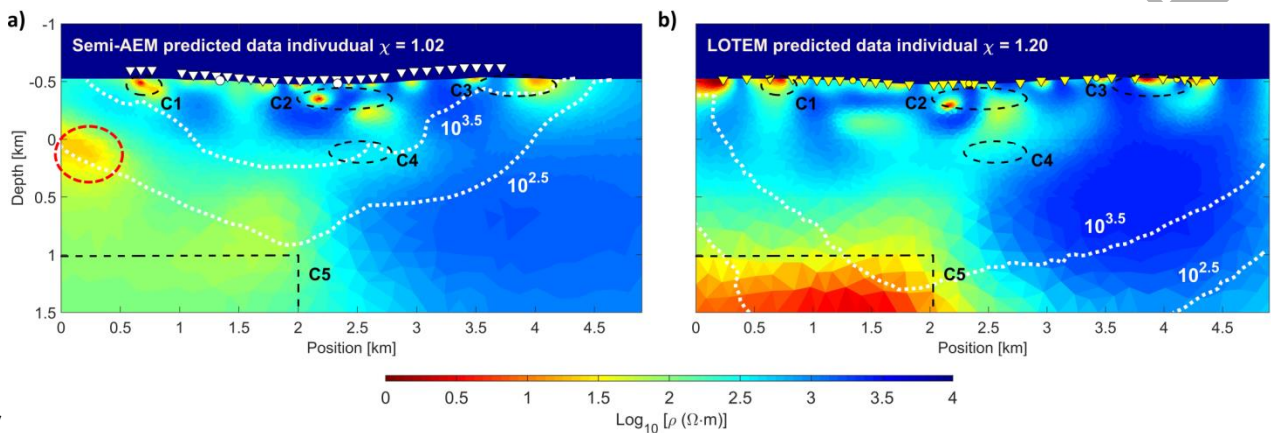 a)
Semi-AEM predicted data indivudual χ = 1.02
C1
C2
C3
C4
C5
10^3.5
10^2.5
-1
-0.5
0
0.5
1
1.5
Depth [km]
0 0.5 1 1.5 2 2.5 3 3.5 4 4.5
Position [km]
b)
LOTEM predicted data individual χ = 1.20
C1
C2
C3
C4
C5
10^3.5
10^2.5
0 0.5 1 1.5 2 2.5 3 3.5 4 4.5
Position [km]
0 0.5 1 1.5 2 2.5 3 3.5 4
Log10 [ρ (Ω·m)]